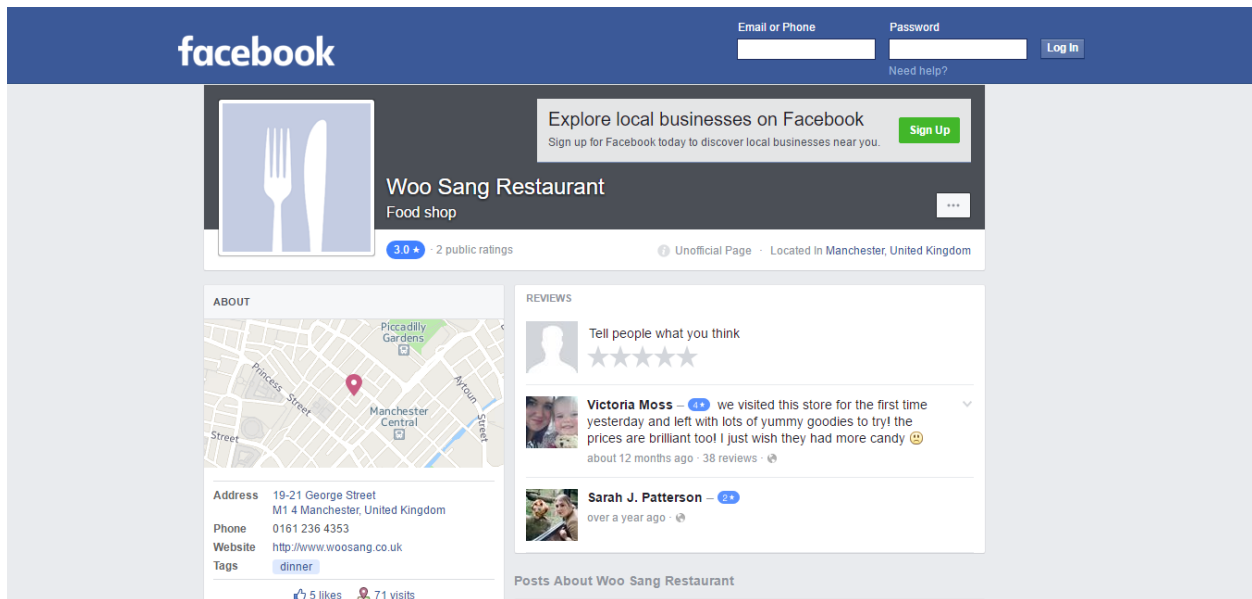 facebook
Email or Phone
Password
Log In
Need help?
Explore local businesses on Facebook
Sign up for Facebook today to discover local businesses near you.
Sign Up
Woo Sang Restaurant
Food shop
3.0 ★ · 2 public ratings
Unofficial Page · Located In Manchester, United Kingdom
ABOUT
Piccadilly
Gardens
Princess Street
Aytoun Street
Manchester
Central
Street
Address 19-21 George Street
M1 4 Manchester, United Kingdom
Phone 0161 236 4353
Website http://www.woosang.co.uk
Tags dinner
5 likes 71 visits
REVIEWS
Tell people what you think
Victoria Moss – 4★ we visited this store for the first time
yesterday and left with lots of yummy goodies to try! the
prices are brilliant too! I just wish they had more candy
about 12 months ago · 38 reviews ·
Sarah J. Patterson – 2★
over a year ago ·
Posts About Woo Sang Restaurant